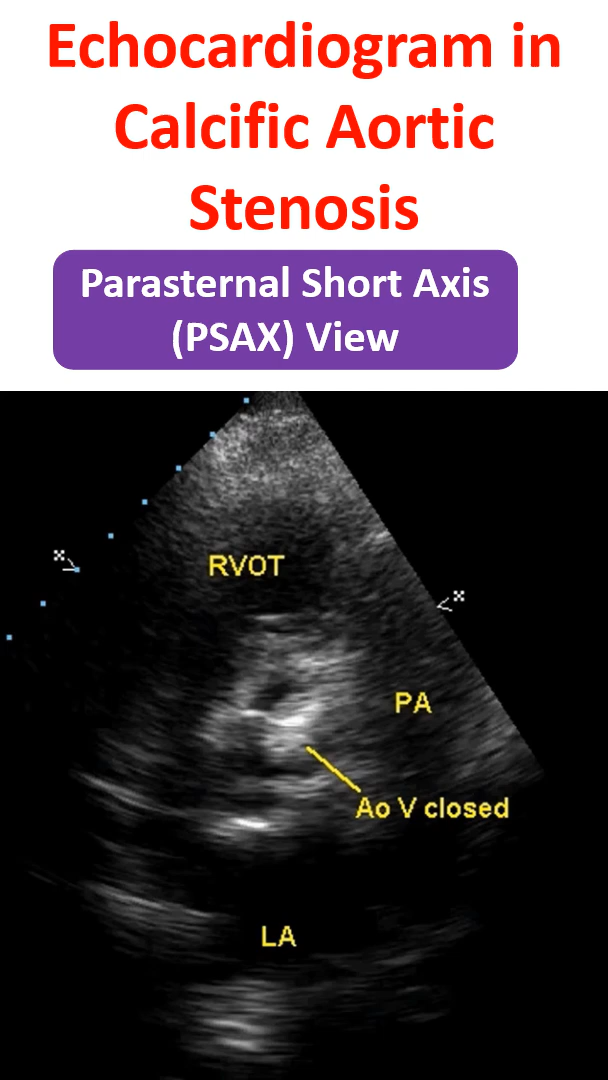 Echocardiogram in
Calcific Aortic
Stenosis
Parasternal Short Axis
(PSAX) View
RVOT
PA
Ao V closed
LA